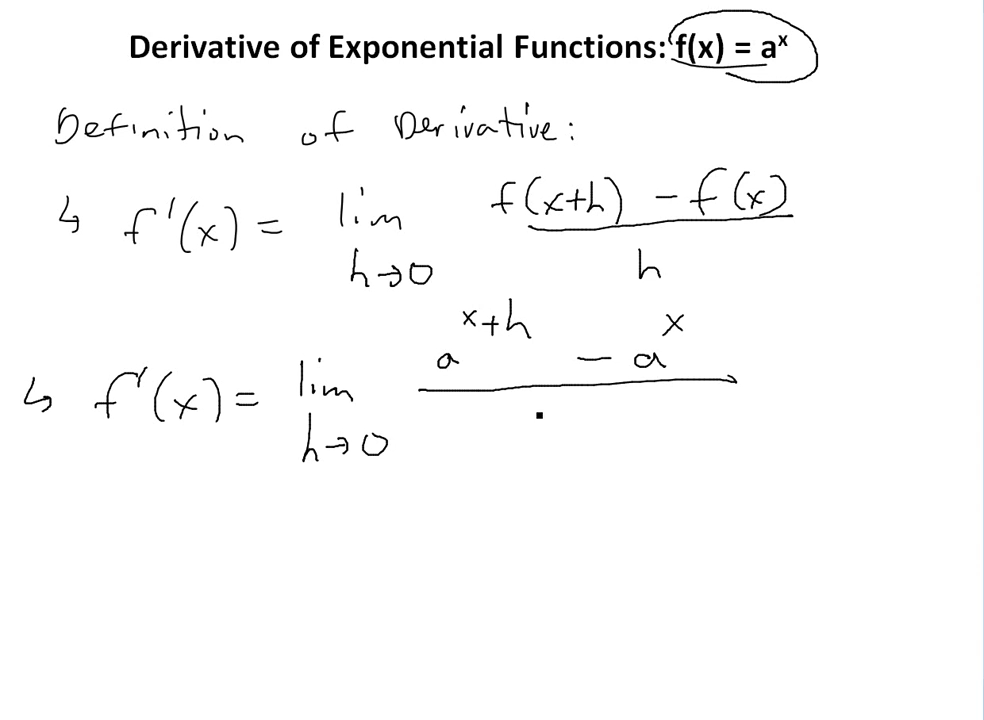 Derivative of Exponential Functions: f(x) = aˣ
Definition of Derivative:
↳ f'(x) = lim h→0 f(x+h) - f(x) / h
↳ f'(x) = lim h→0 a^(x+h) - a^x